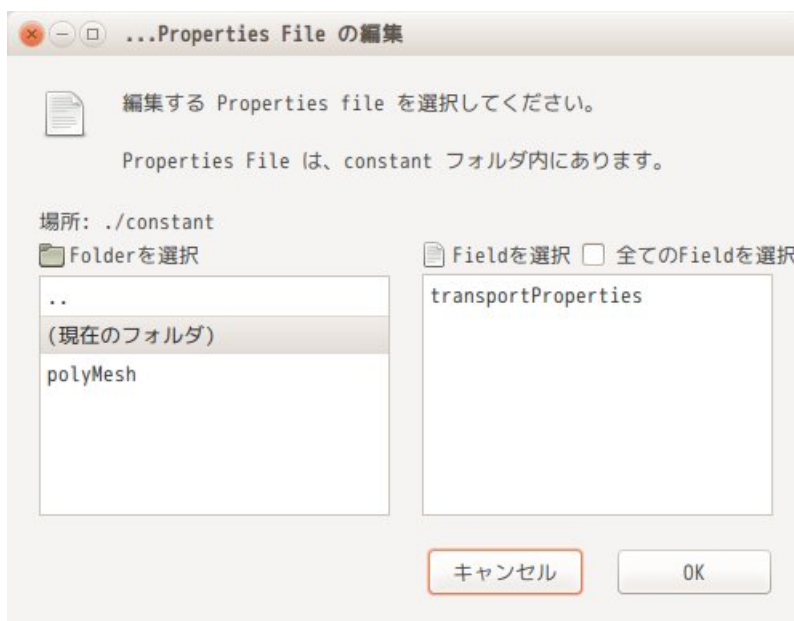 ...Properties File の編集
編集する Properties file を選択してください。
Properties File は、constant フォルダ内にあります。
場所: ./constant
Folderを選択
..
(現在のフォルダ)
polyMesh
Fieldを選択 全てのFieldを選択
transportProperties
キャンセル OK